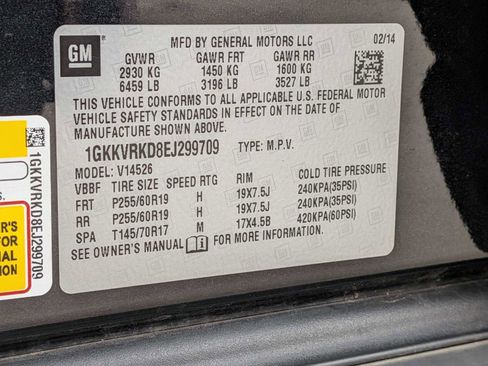 GM
MFD BY GENERAL MOTORS LLC 02/14
GVWR GAWR FRT GAWR RR
2930 KG 1450 KG 1600 KG
6459 LB 3196 LB 3527 LB
THIS VEHICLE CONFORMS TO ALL APPLICABLE U.S. FEDERAL MOTOR
VEHICLE SAFETY STANDARDS IN EFFECT ON THE DATE OF
MANUFACTURE SHOWN ABOVE.
1GKKVRKD8EJ299709 TYPE: M.P.V.
MODEL: V14526
VBBF TIRE SIZE SPEED RTG RIM COLD TIRE PRESSURE
FRT P255/60R19 H 19X7.5J 240KPA(35PSI)
RR P255/60R19 H 19X7.5J 240KPA(35PSI)
SPA T145/70R17 M 17X4.5B 420KPA(60PSI)
SEE OWNER'S MANUAL FOR MORE INFORMATION.
1GKKVRKD8EJ299709
ER'S
FOR
NAL
ION